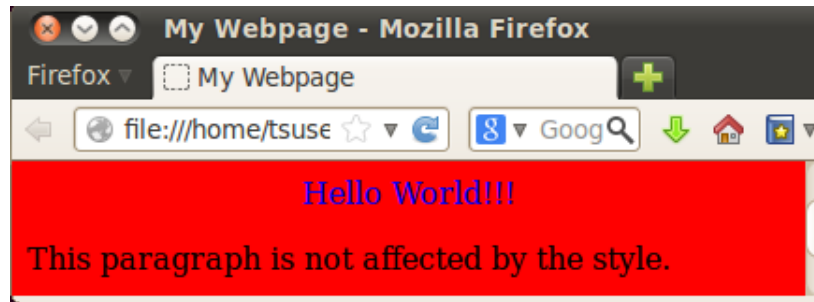 My Webpage - Mozilla Firefox
Firefox
My Webpage
file:///home/tsuse
8 Goog
Hello World!!!
This paragraph is not affected by the style.